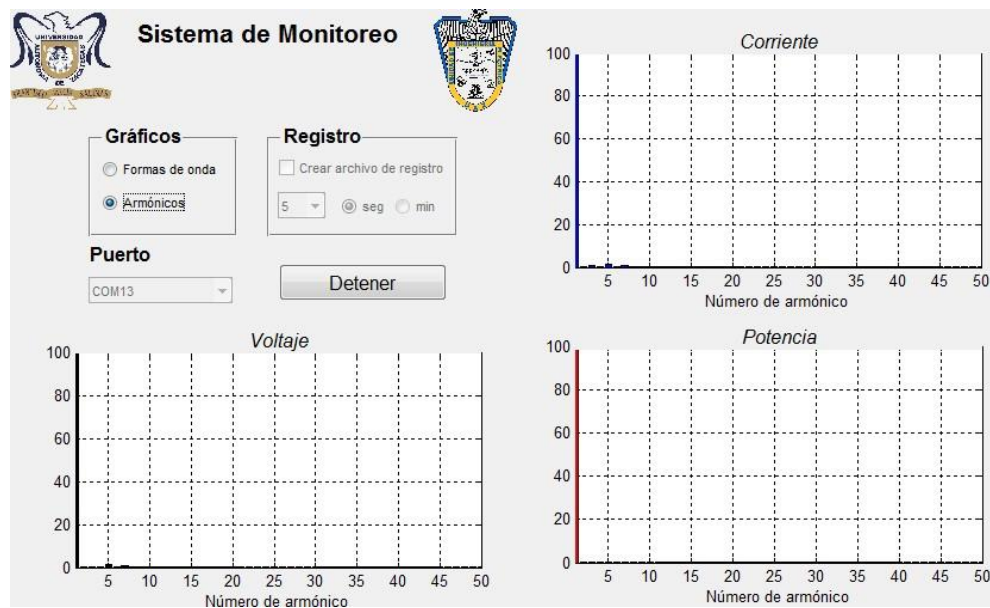 Sistema de Monitoreo
UNIVERSIDAD
AUTONOMA
DE
ZACATECAS
Gráficos
Formas de onda
Armónicos
Registro
Crear archivo de registro
5
seg
min
Puerto
COM13
Detener
Corriente
100
80
60
40
20
0
5 10 15 20 25 30 35 40 45 50
Número de armónico
Voltaje
100
80
60
40
20
0
5 10 15 20 25 30 35 40 45 50
Número de armónico
Potencia
100
80
60
40
20
0
5 10 15 20 25 30 35 40 45 50
Número de armónico